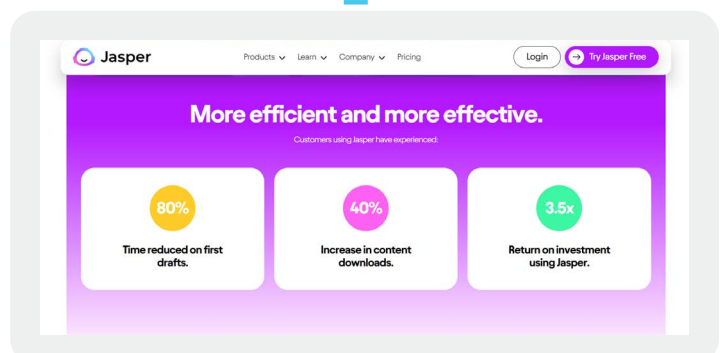 Jasper
Products Learn Company Pricing
Login
Try Jasper Free
More efficient and more effective.
Customers using Jasper have experienced:
80%
Time reduced on first
drafts.
40%
Increase in content
downloads.
3.5x
Return on investment
using Jasper.